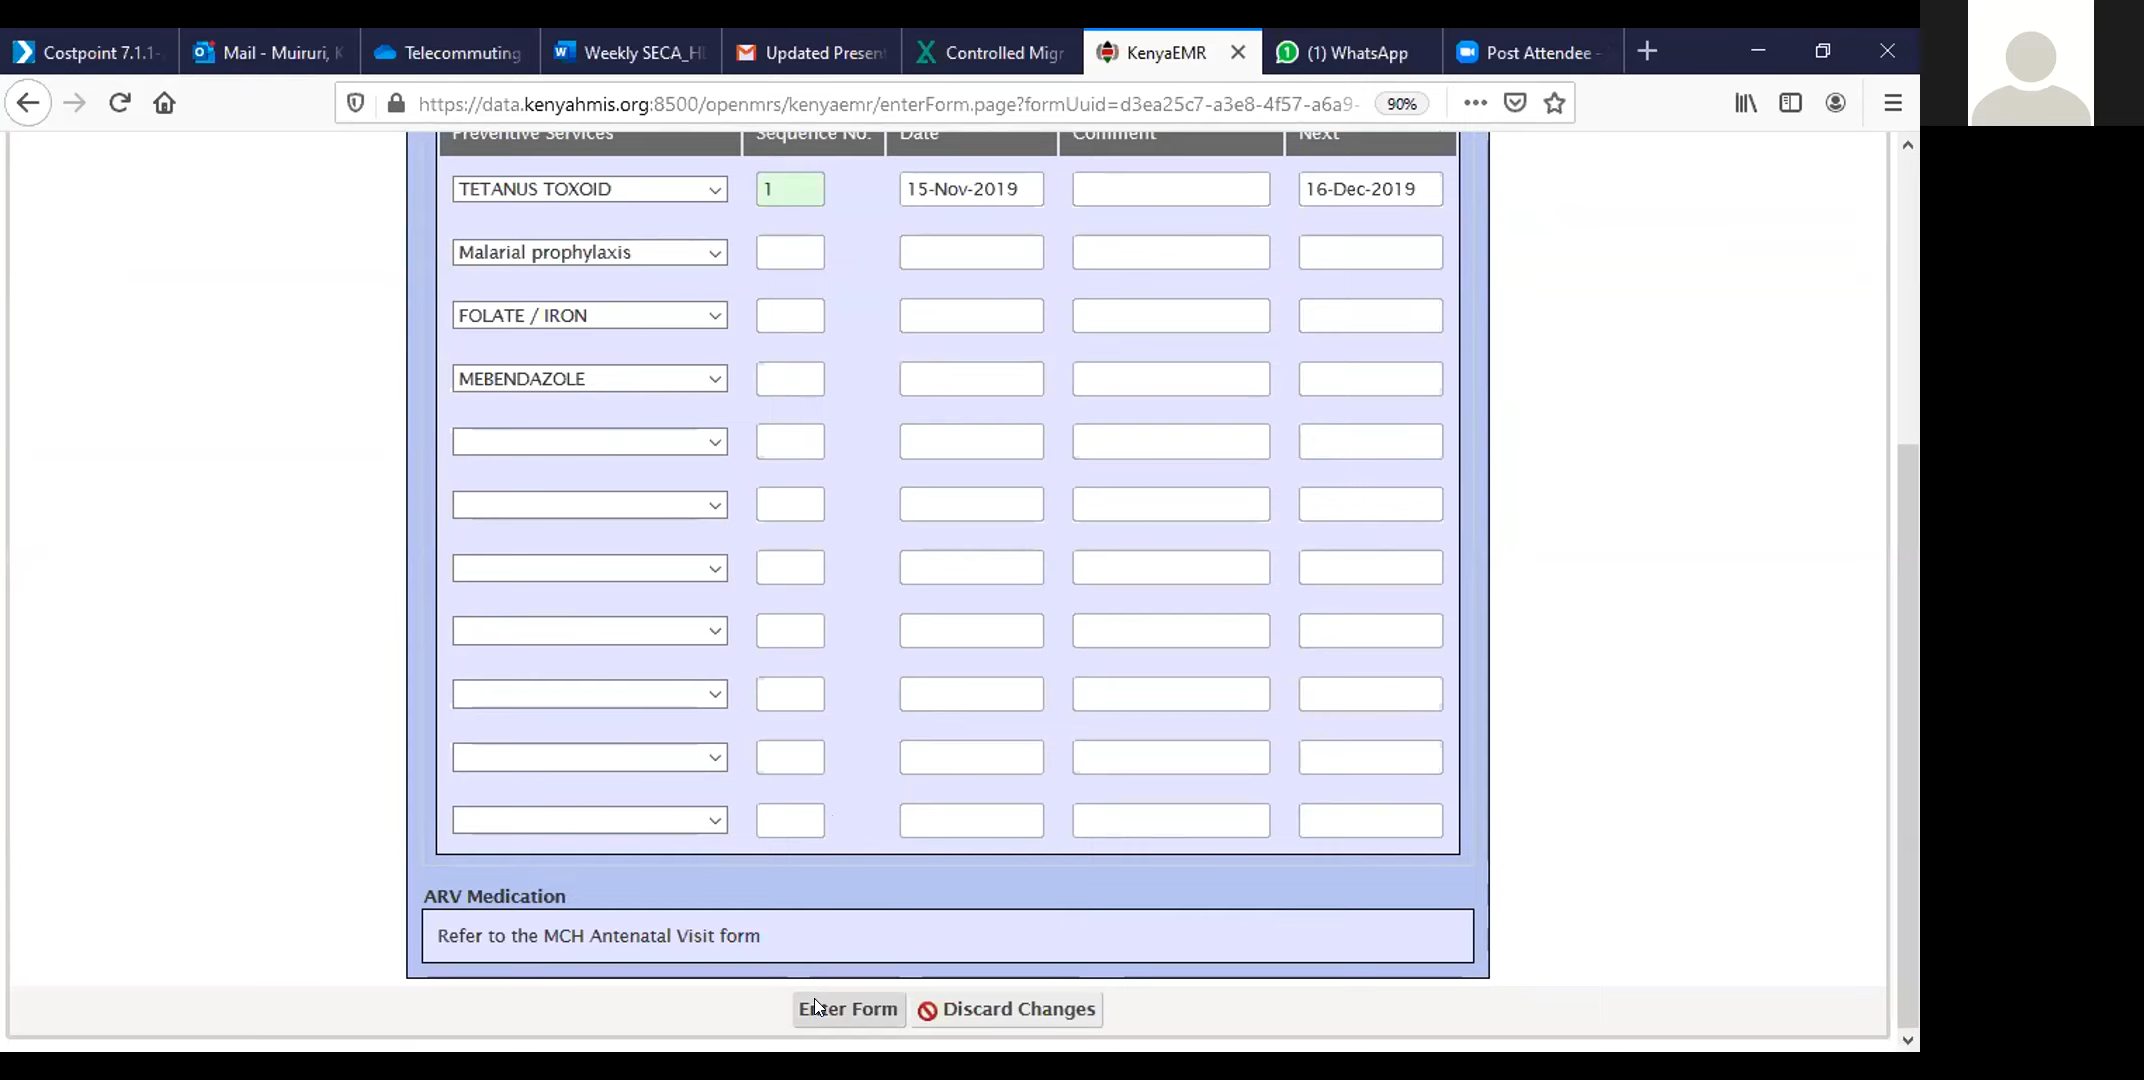 Costpoint 7.1.1-
Mail - Muiruri, K
Telecommuting
Weekly SECA_HI
Updated Present
Controlled Migr
KenyaEMR
(1) WhatsApp
Post Attendee -
https://data.kenyahmis.org:8500/openmrs/kenyaemr/enterForm.page?formUuid=d3ea25c7-a3e8-4f57-a6a9-
90%
Preventive Services Sequence No. Date Comment Next
TETANUS TOXOID 1 15-Nov-2019 16-Dec-2019
Malarial prophylaxis
FOLATE / IRON
MEBENDAZOLE
ARV Medication
Refer to the MCH Antenatal Visit form
Enter Form Discard Changes